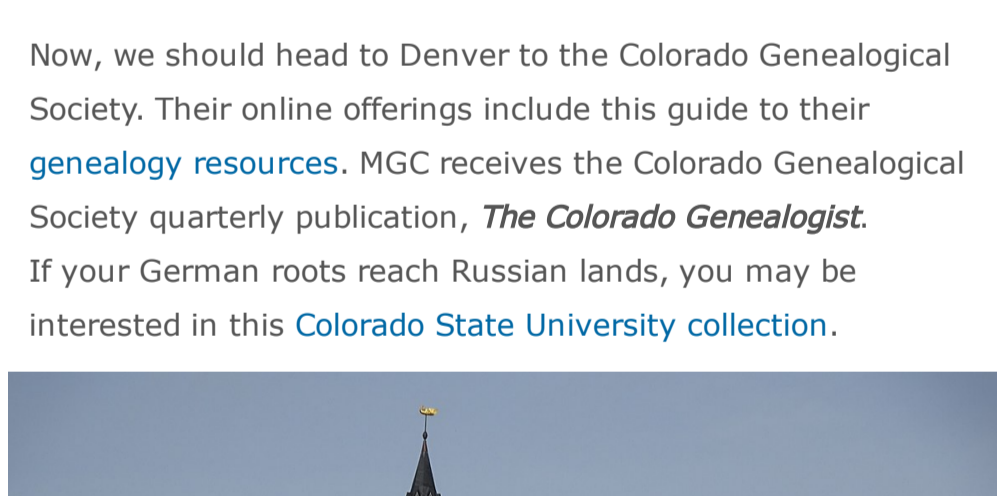 Now, we should head to Denver to the Colorado Genealogical
Society. Their online offerings include this guide to their
genealogy resources. MGC receives the Colorado Genealogical
Society quarterly publication, The Colorado Genealogist.
If your German roots reach Russian lands, you may be
interested in this Colorado State University collection.